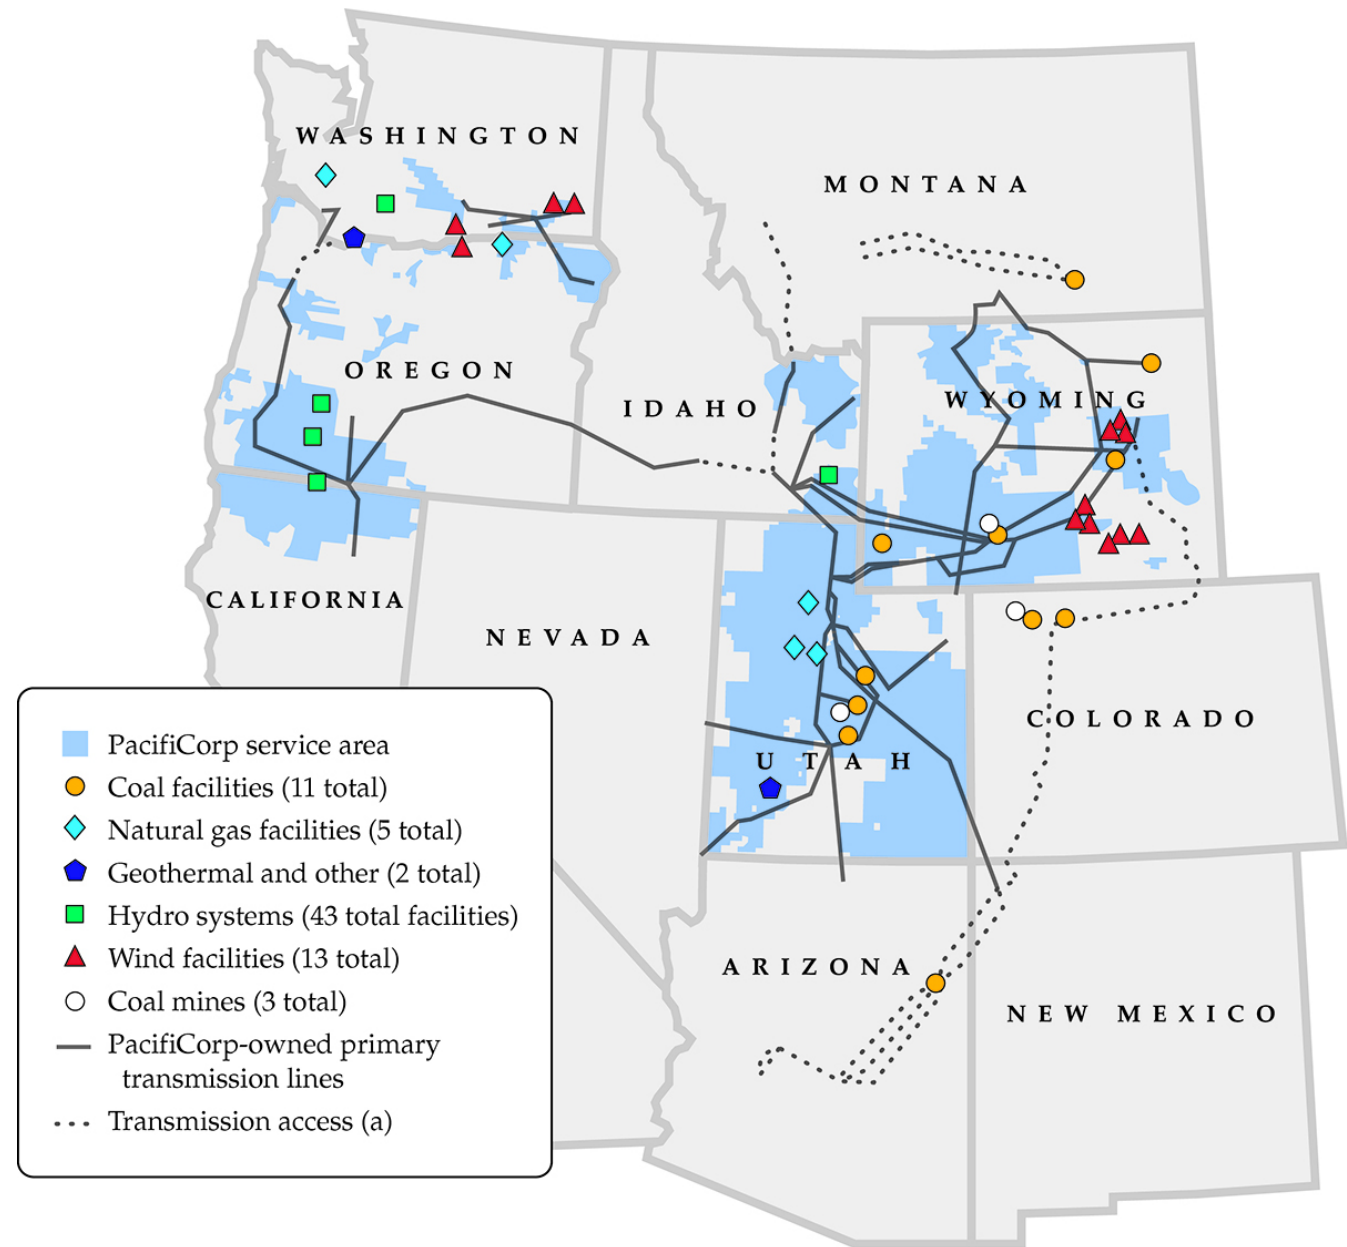 WASHINGTON
MONTANA
OREGON
IDAHO
WYOMING
CALIFORNIA
NEVADA
UTAH
COLORADO
ARIZONA
NEW MEXICO
PacifiCorp service area
Coal facilities (11 total)
Natural gas facilities (5 total)
Geothermal and other (2 total)
Hydro systems (43 total facilities)
Wind facilities (13 total)
Coal mines (3 total)
PacifiCorp-owned primary
transmission lines
Transmission access (a)